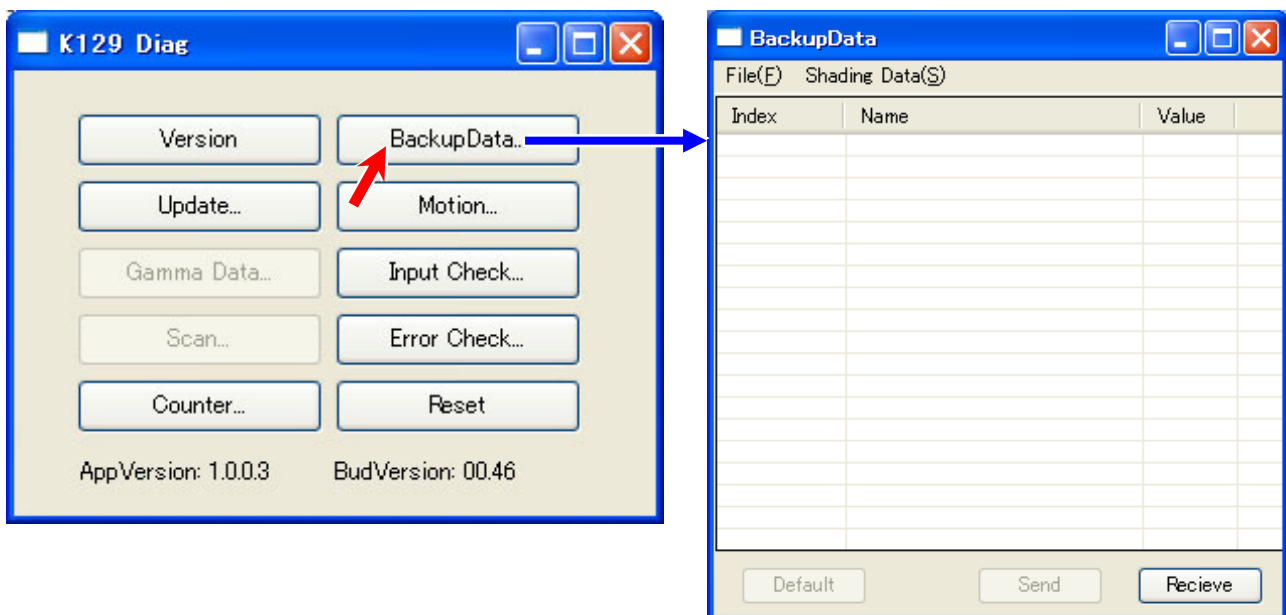 K129 Diag
Version
BackupData..
Update...
Motion...
Gamma Data...
Input Check...
Scan...
Error Check...
Counter...
Reset
AppVersion: 1.0.0.3
BudVersion: 00.46
BackupData
File(F) Shading Data(S)
Index Name Value
Default Send Recieve